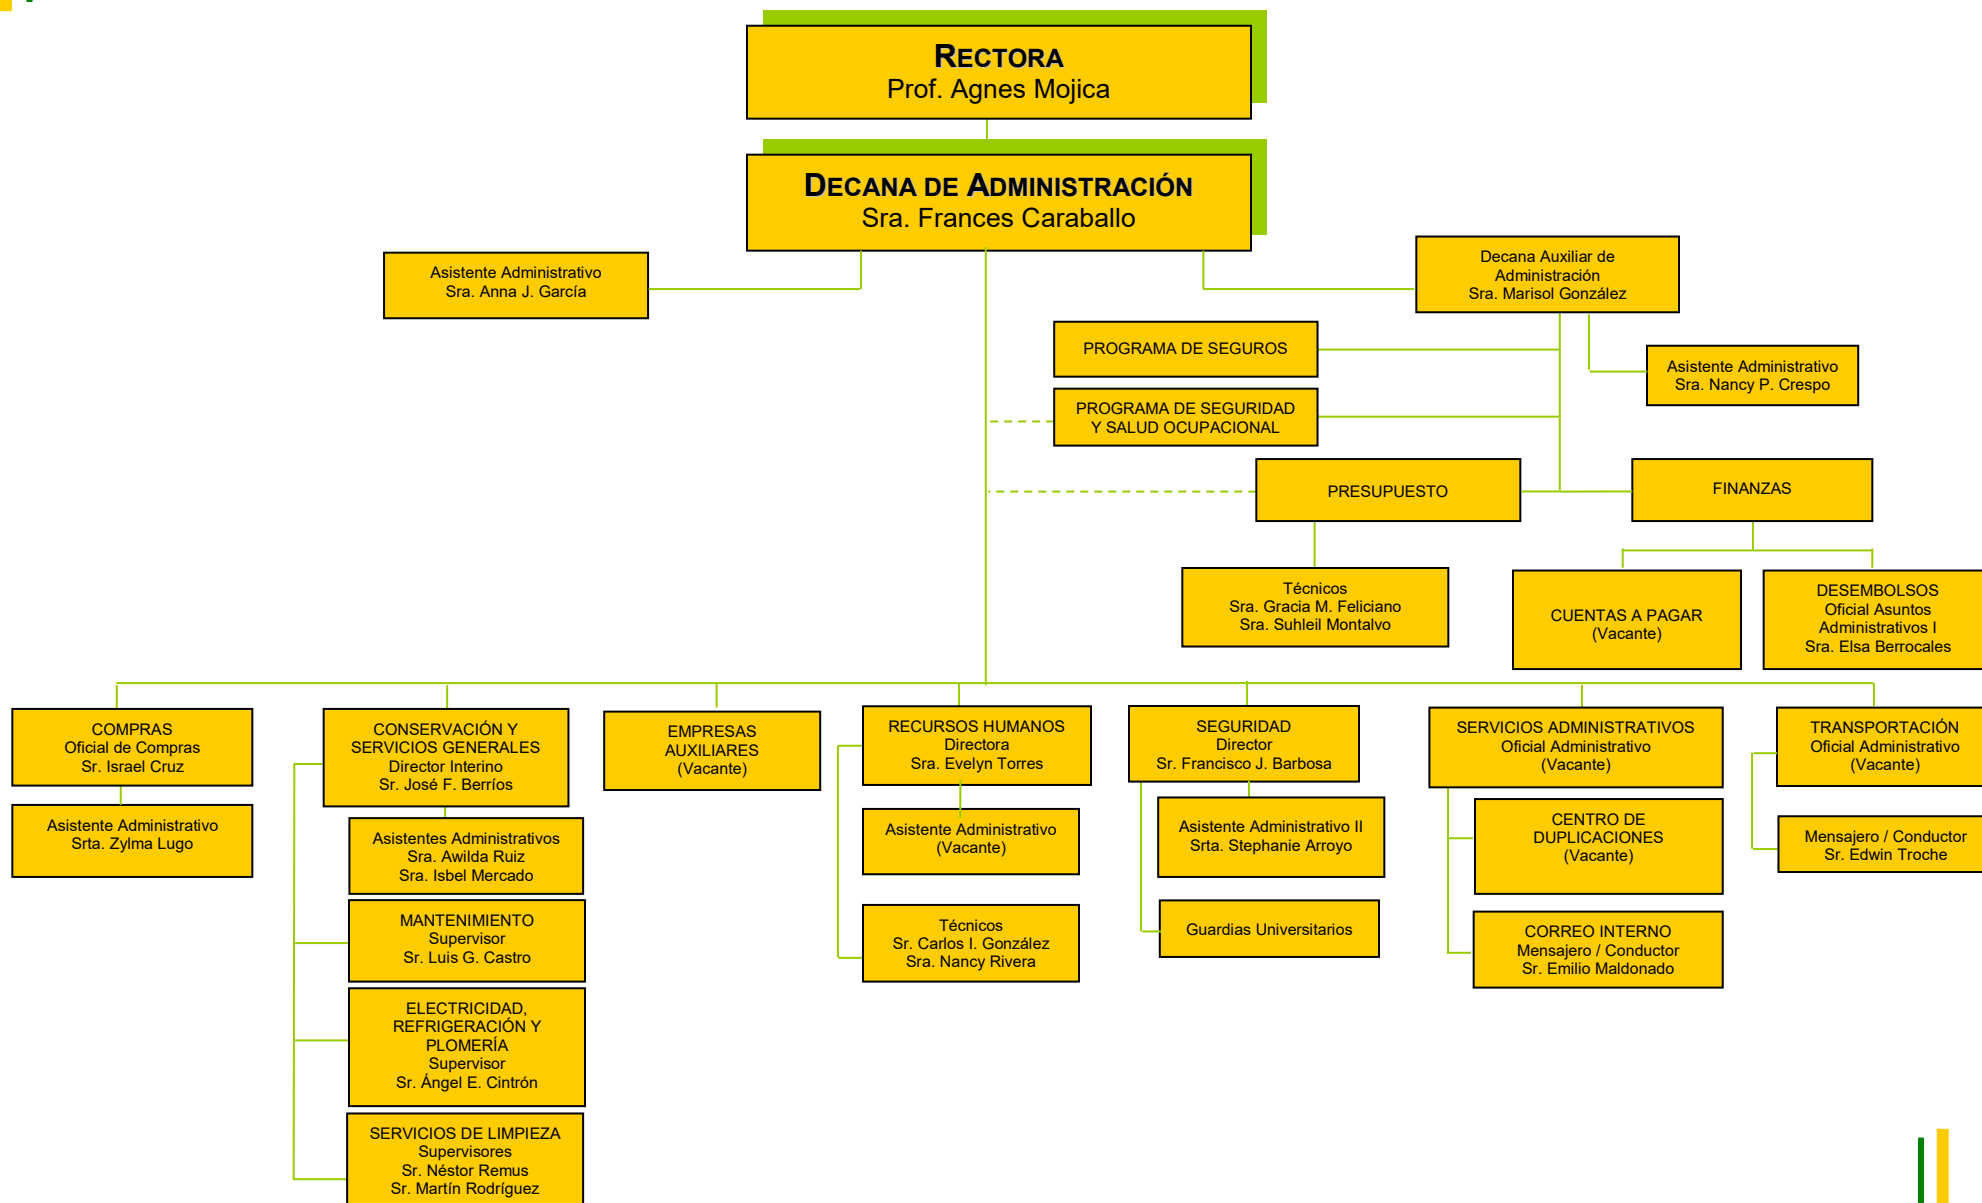 RECTORA
Prof. Agnes Mojica
DECANA DE ADMINISTRACIÓN
Sra. Frances Caraballo
Asistente Administrativo
Sra. Anna J. García
Decana Auxiliar de
Administración
Sra. Marisol González
PROGRAMA DE SEGUROS
Asistente Administrativo
Sra. Nancy P. Crespo
PROGRAMA DE SEGURIDAD
Y SALUD OCUPACIONAL
PRESUPUESTO
FINANZAS
Técnicos
Sra. Gracia M. Feliciano
Sra. Suhleil Montalvo
CUENTAS A PAGAR
(Vacante)
DESEMBOLSOS
Oficial Asuntos
Administrativos I
Sra. Elsa Berrocales
COMPRAS
Oficial de Compras
Sr. Israel Cruz
Asistente Administrativo
Srta. Zylma Lugo
CONSERVACIÓN Y
SERVICIOS GENERALES
Director Interino
Sr. José F. Berríos
Asistentes Administrativos
Sra. Awilda Ruiz
Sra. Isbel Mercado
MANTENIMIENTO
Supervisor
Sr. Luis G. Castro
ELECTRICIDAD,
REFRIGERACIÓN Y
PLOMERÍA
Supervisor
Sr. Ángel E. Cintrón
SERVICIOS DE LIMPIEZA
Supervisores
Sr. Néstor Remus
Sr. Martín Rodríguez
EMPRESAS
AUXILIARES
(Vacante)
RECURSOS HUMANOS
Directora
Sra. Evelyn Torres
Asistente Administrativo
(Vacante)
Técnicos
Sr. Carlos I. González
Sra. Nancy Rivera
SEGURIDAD
Director
Sr. Francisco J. Barbosa
Asistente Administrativo II
Srta. Stephanie Arroyo
Guardias Universitarios
SERVICIOS ADMINISTRATIVOS
Oficial Administrativo
(Vacante)
CENTRO DE
DUPLICACIONES
(Vacante)
CORREO INTERNO
Mensajero / Conductor
Sr. Emilio Maldonado
TRANSPORTACIÓN
Oficial Administrativo
(Vacante)
Mensajero / Conductor
Sr. Edwin Troche